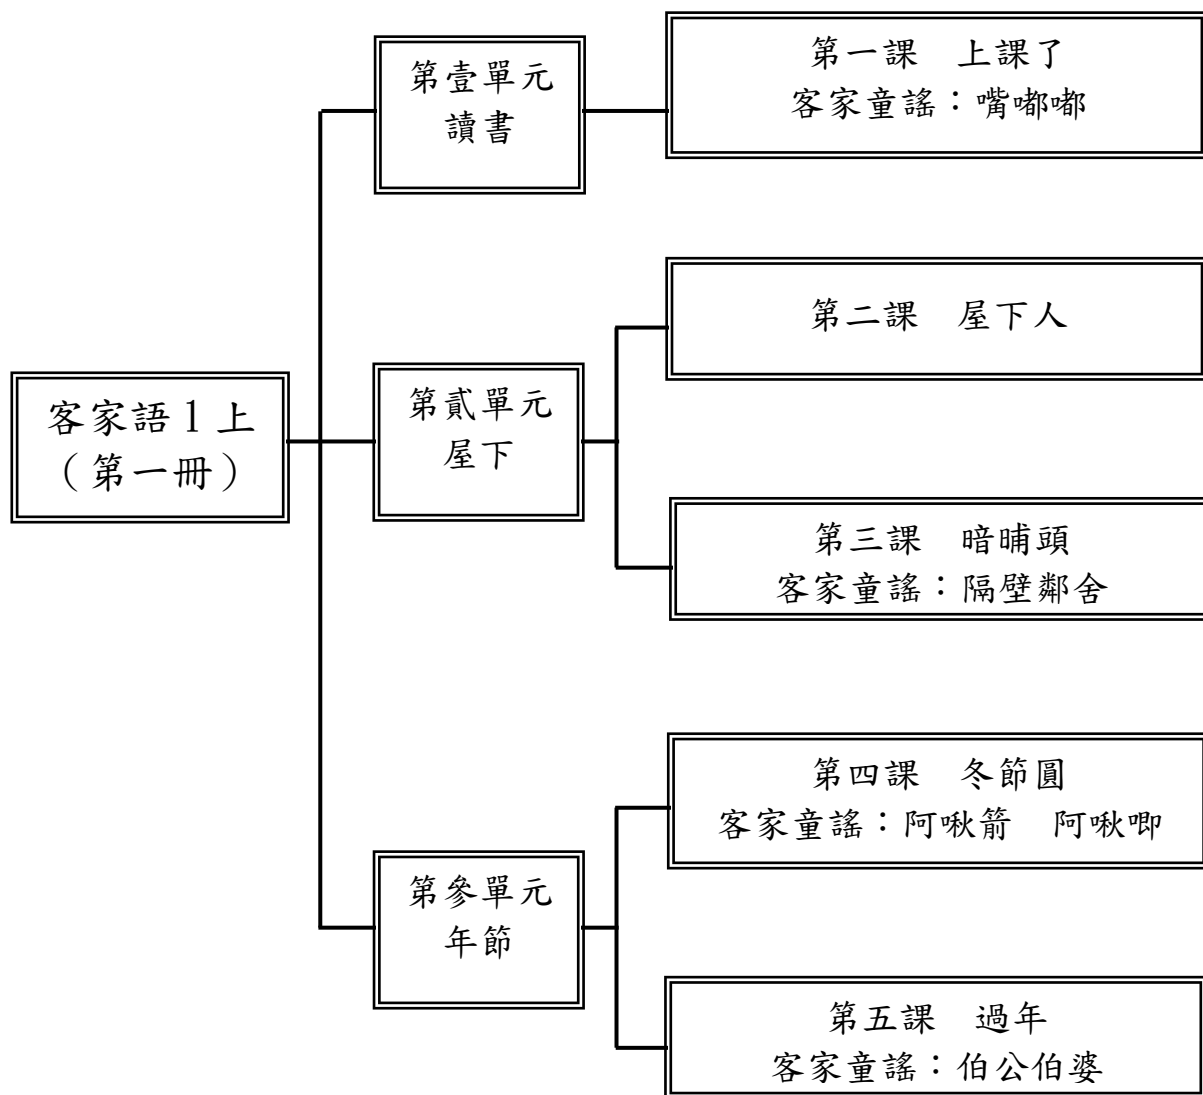 客家語1上
（第一冊）
第壹單元
讀書
第一課　上課了
客家童謠：嘴嘟嘟
第貳單元
屋下
第二課　屋下人
第三課　暗晡頭
客家童謠：隔壁鄰舍
第參單元
年節
第四課　冬節圓
客家童謠：阿啾箭　阿啾唧
第五課　過年
客家童謠：伯公伯婆